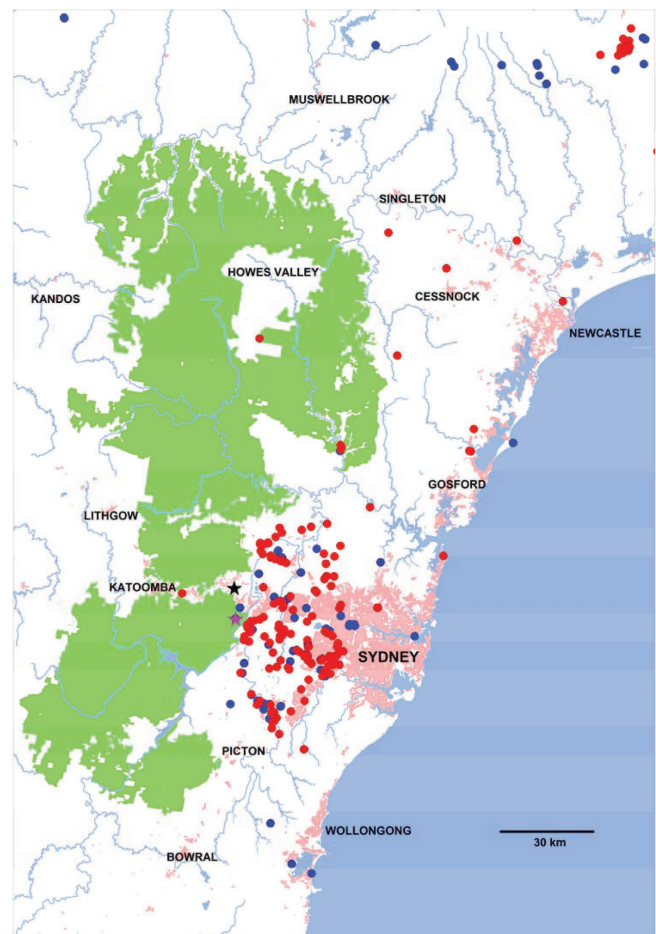 MUSWELLBROOK
SINGLETON
HOWES VALLEY
KANDOS
CESSNOCK
NEWCASTLE
GOSFORD
LITHGOW
KATOOMBA
SYDNEY
PICTON
WOLLONGONG
30 km
BOWRAL